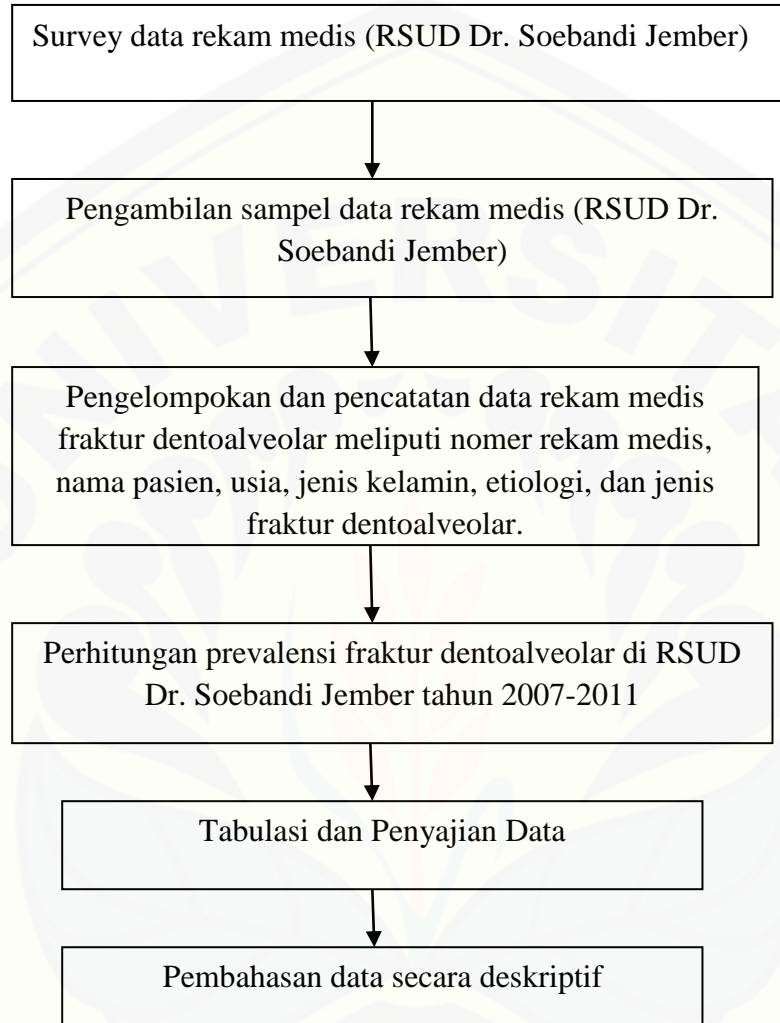 Survey data rekam medis (RSUD Dr. Soebandi Jember)
Pengambilan sampel data rekam medis (RSUD Dr.
Soebandi Jember)
Pengelompokan dan pencatatan data rekam medis
fraktur dentoalveolar meliputi nomer rekam medis,
nama pasien, usia, jenis kelamin, etiologi, dan jenis
fraktur dentoalveolar.
Perhitungan prevalensi fraktur dentoalveolar di RSUD
Dr. Soebandi Jember tahun 2007-2011
Tabulasi dan Penyajian Data
Pembahasan data secara deskriptif
UNIVERSITA